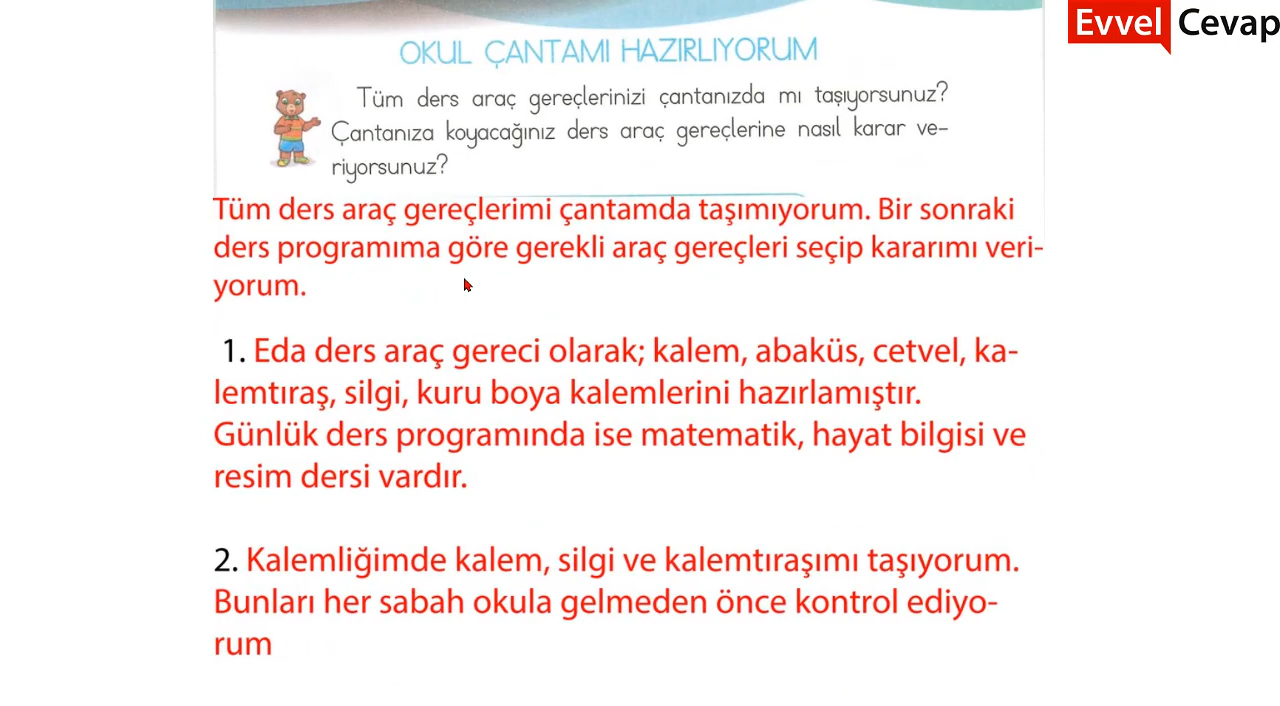 Evvel Cevap
OKUL ÇANTAMI HAZIRLIYORUM
Tüm ders araç gereçlerinizi çantanızda mı taşıyorsunuz?
Çantanıza koyacağınız ders araç gereçlerine nasıl karar ve-
riyorsunuz?
Tüm ders araç gereçlerimi çantamda taşımıyorum. Bir sonraki
ders programıma göre gerekli araç gereçleri seçip kararımı veri-
yorum.
1. Eda ders araç gereci olarak; kalem, abaküs, cetvel, ka-
lemtıraş, silgi, kuru boya kalemlerini hazırlamıştır.
Günlük ders programında ise matematik, hayat bilgisi ve
resim dersi vardır.
2. Kalemliğimde kalem, silgi ve kalemtıraşımı taşıyorum.
Bunları her sabah okula gelmeden önce kontrol ediyo-
rum